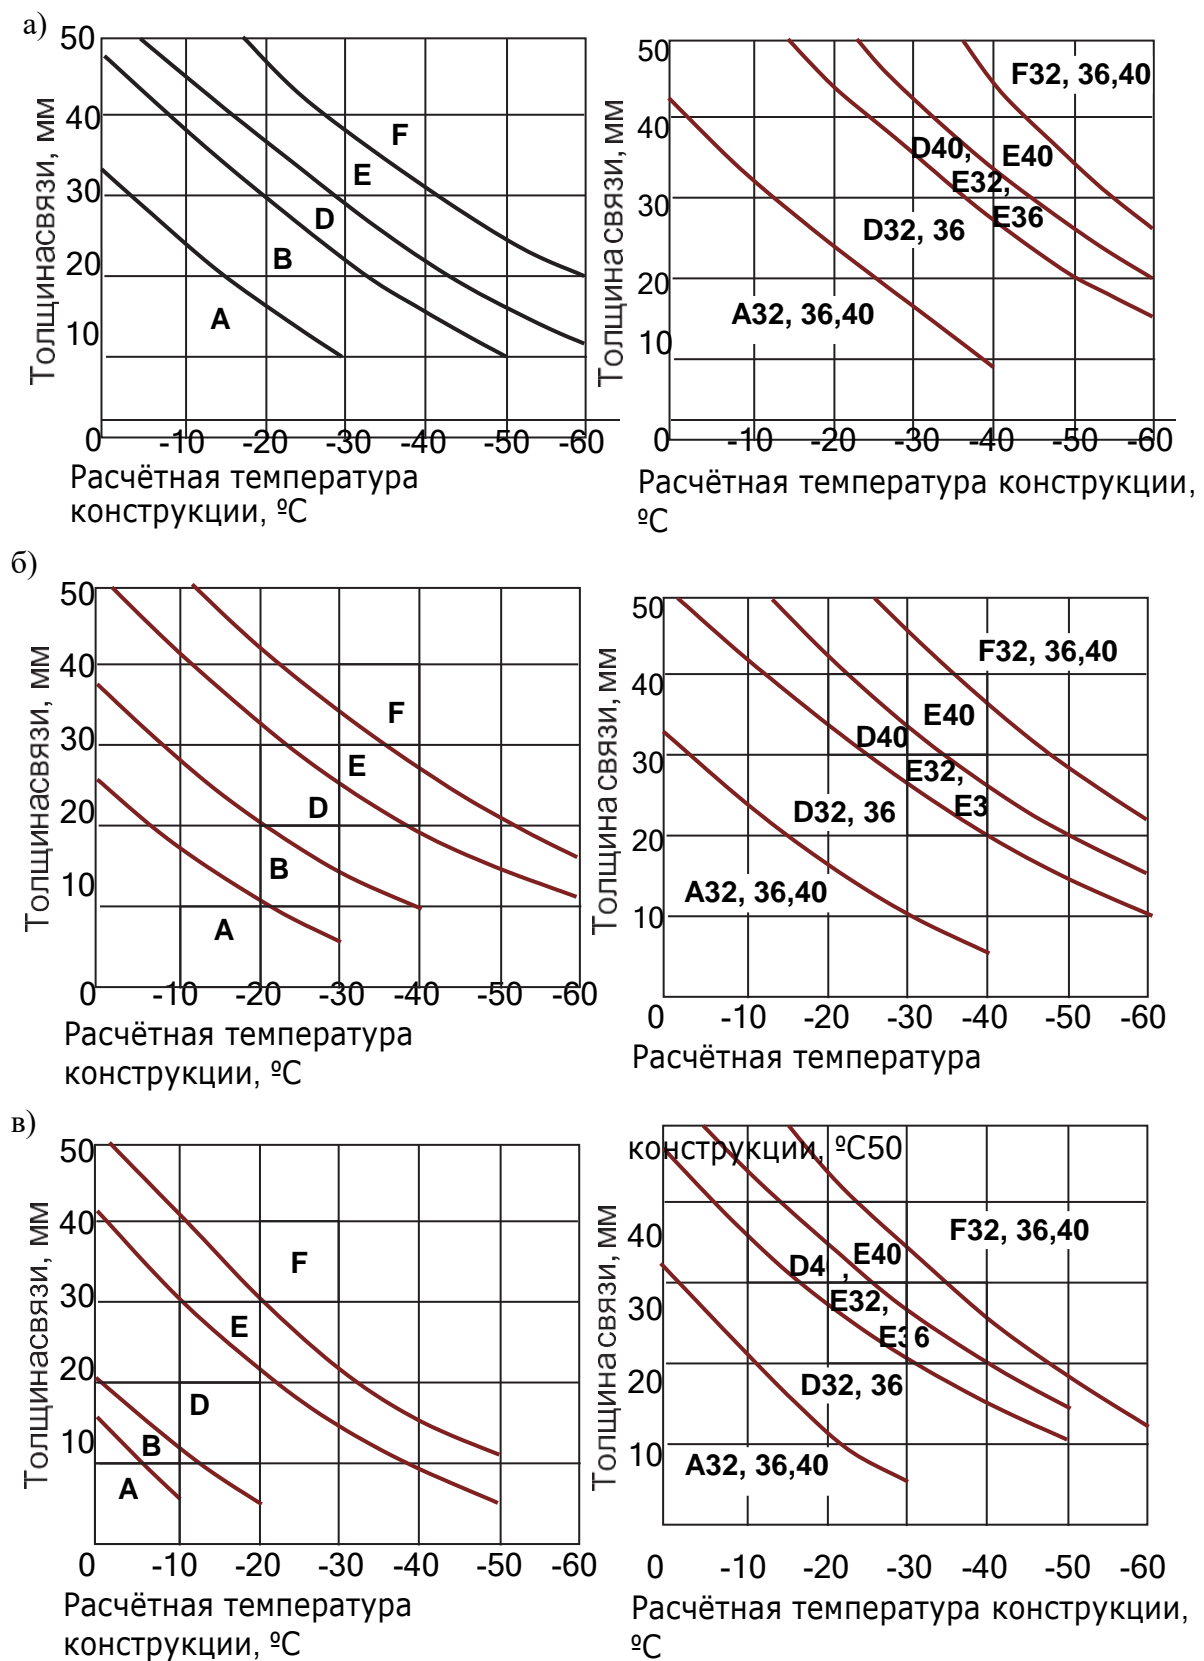 а)
50
40
30
20
10
Толщинасвязи, мм
F
E
D
B
A
0 -10 -20 -30 -40 -50 -60
Расчётная температура
конструкции, ºС
50
40
30
20
10
Толщина связи, мм
F32, 36,40
D40,
E40
E32,
E36
D32, 36
A32, 36,40
0 -10 -20 -30 -40 -50 -60
Расчётная температура конструкции,
ºС
б)
50
40
30
20
10
Толщинасвязи, мм
F
E
D
B
A
0 -10 -20 -30 -40 -50 -60
Расчётная температура
конструкции, ºС
50
40
30
20
10
Толщина связи, мм
F32, 36,40
E40
D40
E32,
E3
D32, 36
A32, 36,40
0 -10 -20 -30 -40 -50 -60
Расчётная температура
в)
50
40
30
20
10
Толщинасвязи, мм
F
E
D
B
A
0 -10 -20 -30 -40 -50 -60
Расчётная температура
конструкции, ºС
конструкции, ºС50
40
30
20
10
Толщина связи, мм
F32, 36,40
E40
D4 ,
E32,
E36
D32, 36
A32, 36,40
0 -10 -20 -30 -40 -50 -60
Расчётная температура конструкции,
ºС